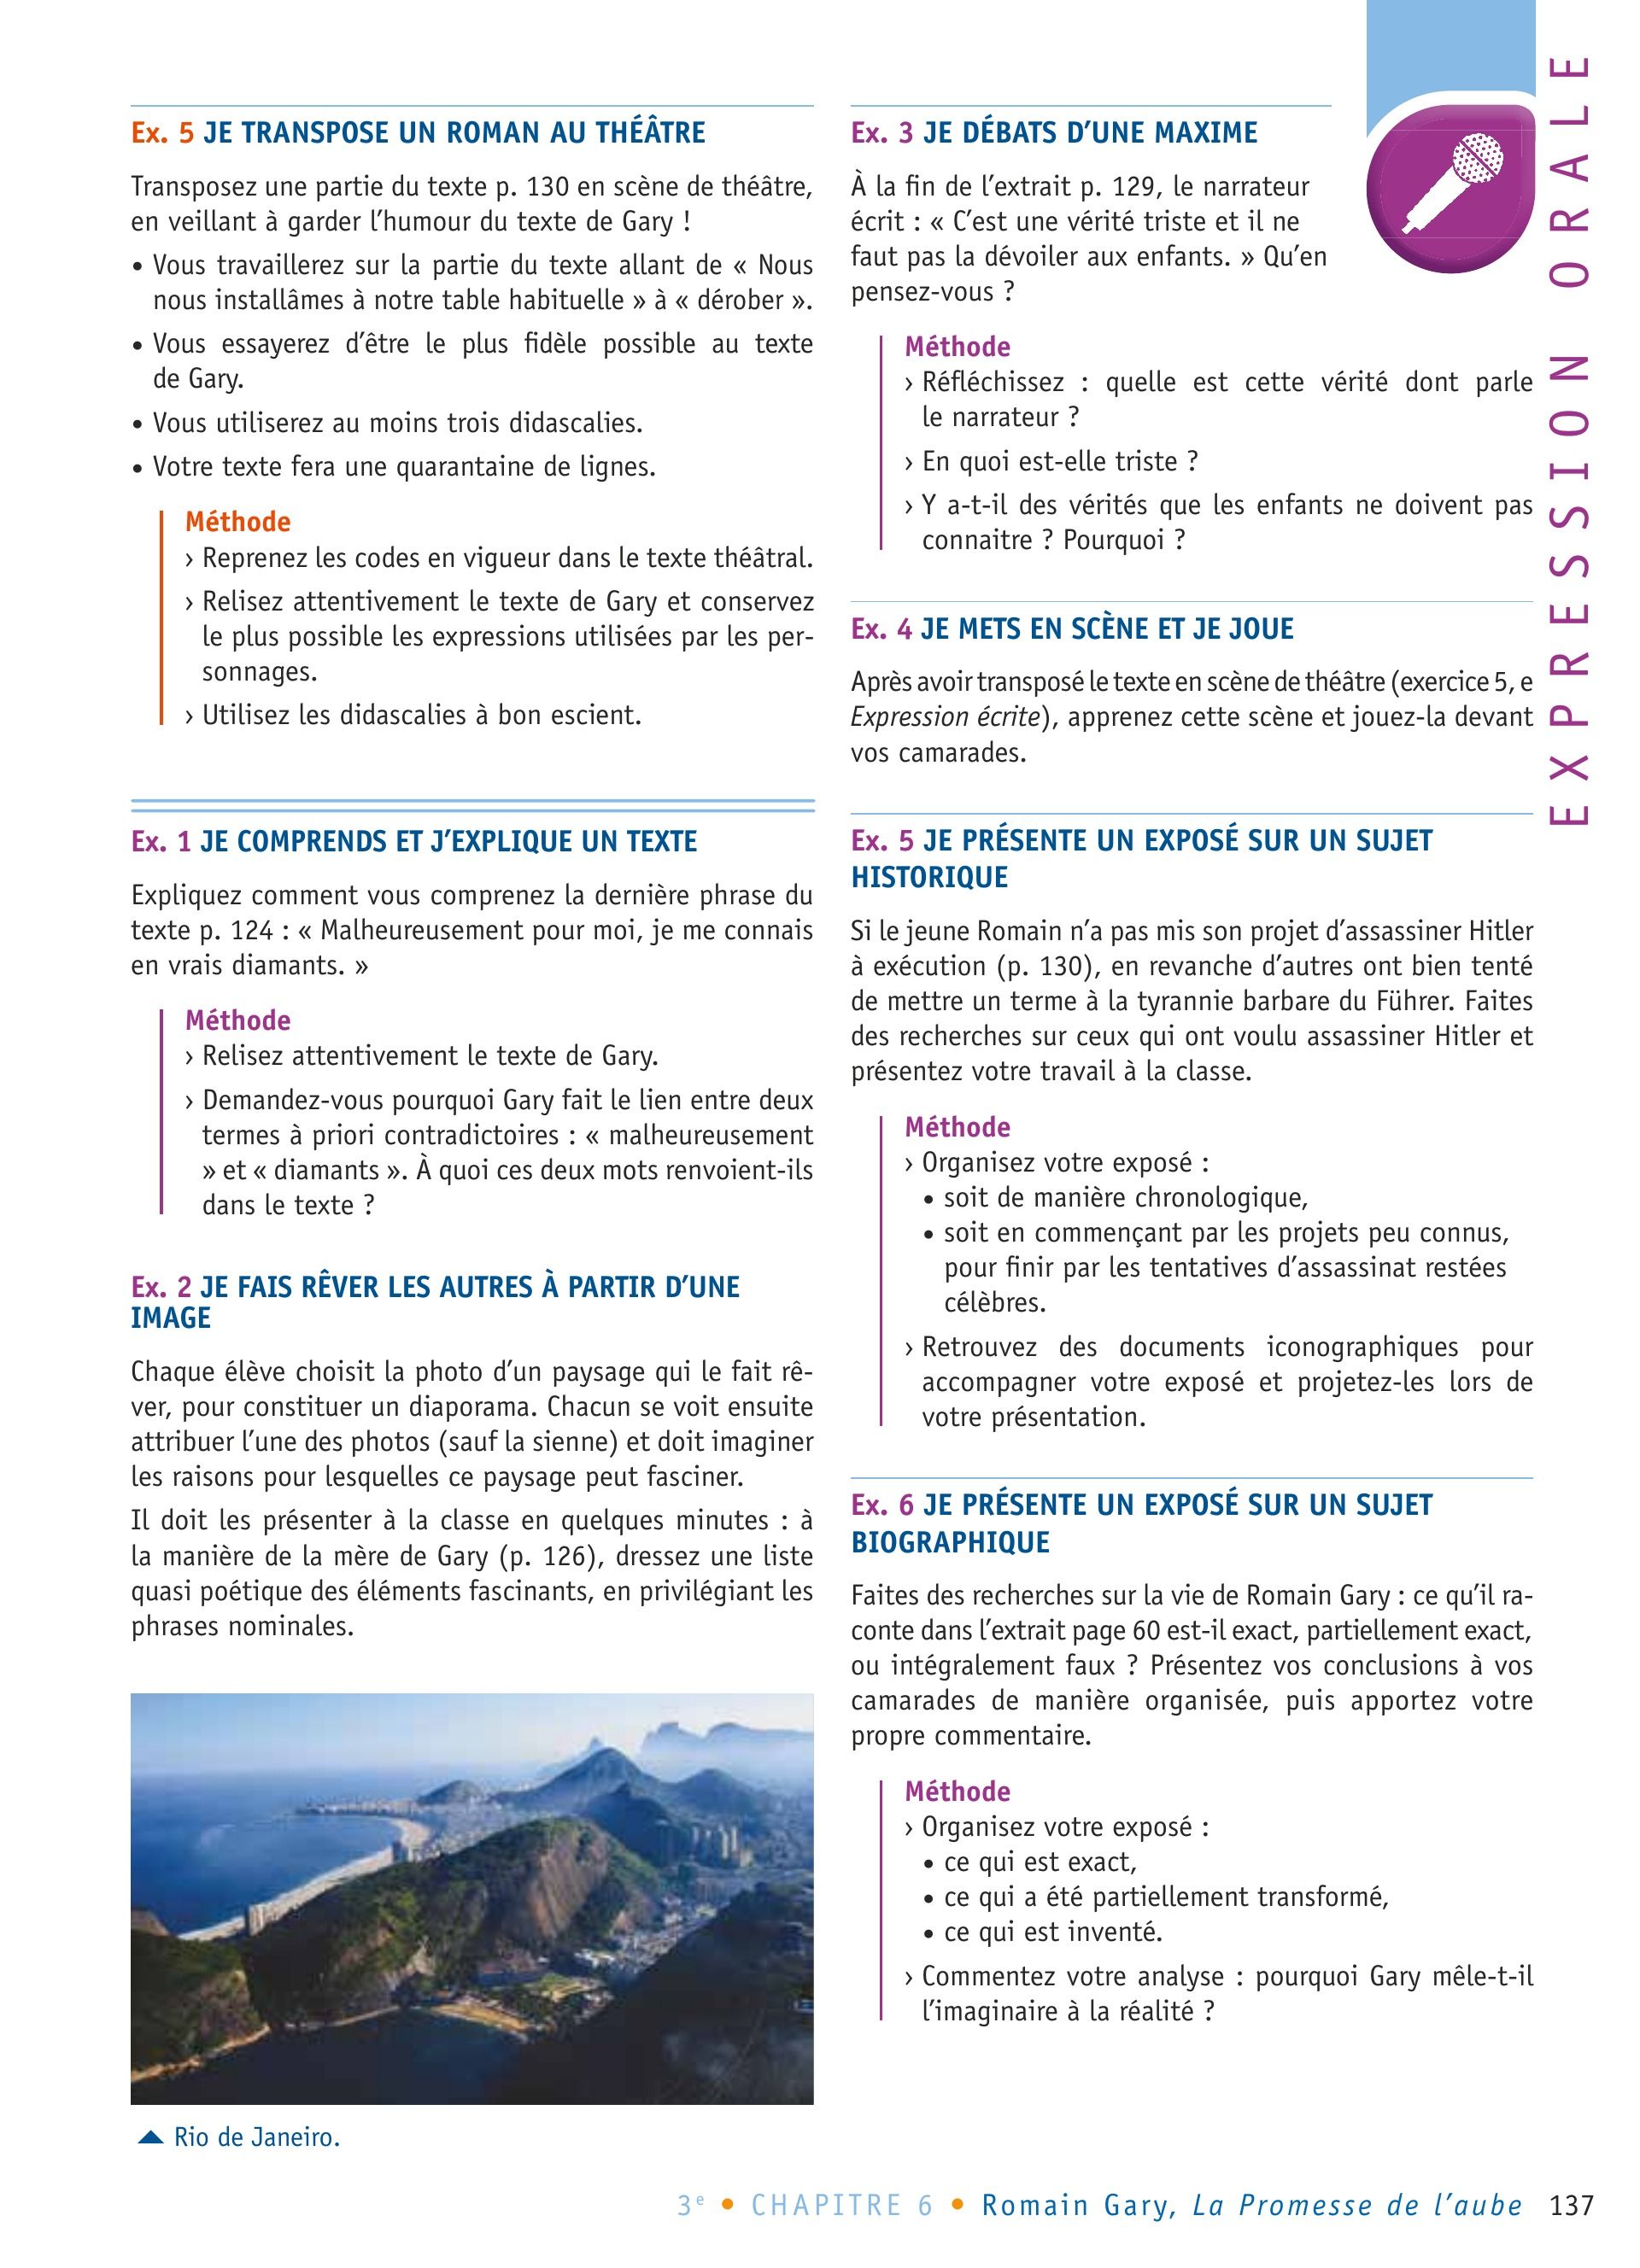 Ex. 5 JE TRANSPOSE UN ROMAN AU THÉÂTRE
Transposez une partie du texte p. 130 en scène de théâtre,
en veillant à garder l’humour du texte de Gary !
• Vous travaillerez sur la partie du texte allant de « Nous
nous installâmes à notre table habituelle » à « dérober ».
• Vous essayerez d’être le plus fidèle possible au texte
de Gary.
• Vous utiliserez au moins trois didascalies.
• Votre texte fera une quarantaine de lignes.
Méthode
› Reprenez les codes en vigueur dans le texte théâtral.
› Relisez attentivement le texte de Gary et conservez
le plus possible les expressions utilisées par les per-
sonnages.
› Utilisez les didascalies à bon escient.
Ex. 1 JE COMPRENDS ET J’EXPLIQUE UN TEXTE
Expliquez comment vous comprenez la dernière phrase du
texte p. 124 : « Malheureusement pour moi, je me connais
en vrais diamants. »
Méthode
› Relisez attentivement le texte de Gary.
› Demandez-vous pourquoi Gary fait le lien entre deux
termes à priori contradictoires : « malheureusement
» et « diamants ». À quoi ces deux mots renvoient-ils
dans le texte ?
Ex. 2 JE FAIS RÊVER LES AUTRES À PARTIR D’UNE
IMAGE
Chaque élève choisit la photo d’un paysage qui le fait rê-
ver, pour constituer un diaporama. Chacun se voit ensuite
attribuer l’une des photos (sauf la sienne) et doit imaginer
les raisons pour lesquelles ce paysage peut fasciner.
Il doit les présenter à la classe en quelques minutes : à
la manière de la mère de Gary (p. 126), dressez une liste
quasi poétique des éléments fascinants, en privilégiant les
phrases nominales.
Rio de Janeiro.
Ex. 3 JE DÉBATS D’UNE MAXIME
À la fin de l’extrait p. 129, le narrateur
écrit : « C’est une vérité triste et il ne
faut pas la dévoiler aux enfants. » Qu’en
pensez-vous ?
Méthode
› Réfléchissez : quelle est cette vérité dont parle
le narrateur ?
› En quoi est-elle triste ?
› Y a-t-il des vérités que les enfants ne doivent pas
connaitre ? Pourquoi ?
Ex. 4 JE METS EN SCÈNE ET JE JOUE
Après avoir transposé le texte en scène de théâtre (exercice 5, e
Expression écrite), apprenez cette scène et jouez-la devant
vos camarades.
Ex. 5 JE PRÉSENTE UN EXPOSÉ SUR UN SUJET
HISTORIQUE
Si le jeune Romain n’a pas mis son projet d’assassiner Hitler
à exécution (p. 130), en revanche d’autres ont bien tenté
de mettre un terme à la tyrannie barbare du Führer. Faites
des recherches sur ceux qui ont voulu assassiner Hitler et
présentez votre travail à la classe.
Méthode
› Organisez votre exposé :
• soit de manière chronologique,
• soit en commençant par les projets peu connus,
pour finir par les tentatives d’assassinat restées
célèbres.
› Retrouvez des documents iconographiques pour
accompagner votre exposé et projetez-les lors de
votre présentation.
Ex. 6 JE PRÉSENTE UN EXPOSÉ SUR UN SUJET
BIOGRAPHIQUE
Faites des recherches sur la vie de Romain Gary : ce qu’il ra-
conte dans l’extrait page 60 est-il exact, partiellement exact,
ou intégralement faux ? Présentez vos conclusions à vos
camarades de manière organisée, puis apportez votre
propre commentaire.
Méthode
› Organisez votre exposé :
• ce qui est exact,
• ce qui a été partiellement transformé,
• ce qui est inventé.
› Commentez votre analyse : pourquoi Gary mêle-t-il
l’imaginaire à la réalité ?
EXPRESSION ORALE
3e • CHAPITRE 6 • Romain Gary, La Promesse de l’aube 137